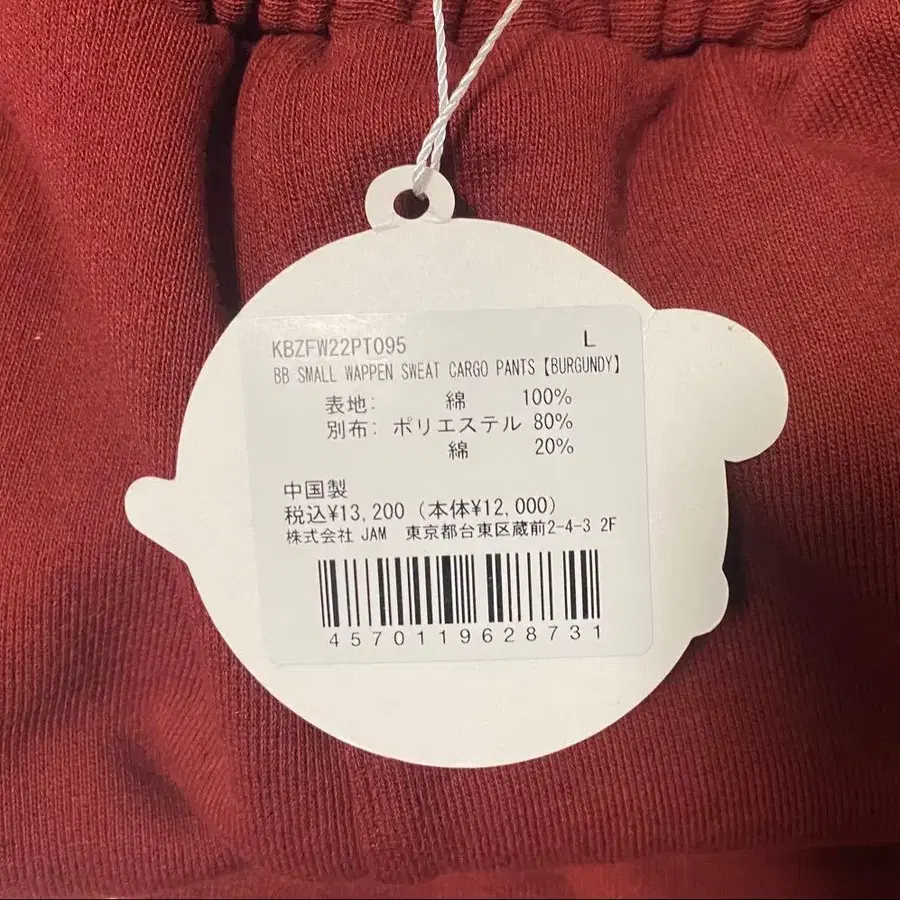 KBZFW22PT095 L
BB SMALL WAPPEN SWEAT CARGO PANTS【BURGUNDY】
表地: 綿 100%
別布: ポリエステル 80%
綿 20%
中国製
税込¥13,200（本体¥12,000）
株式会社 JAM 東京都台東区蔵前2-4-3 2F
4570119628731